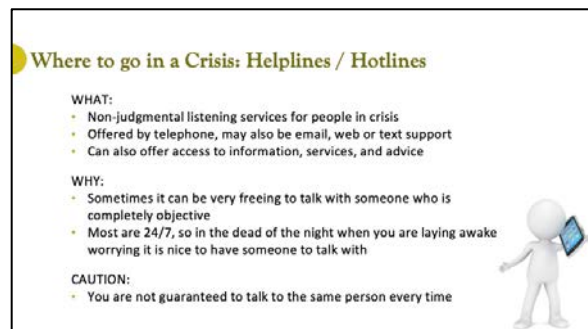 Where to go in a Crisis: Helplines / Hotlines
WHAT:
• Non-judgmental listening services for people in crisis
• Offered by telephone, may also be email, web or text support
• Can also offer access to information, services, and advice
WHY:
• Sometimes it can be very freeing to talk with someone who is
completely objective
• Most are 24/7, so in the dead of the night when you are laying awake
worrying it is nice to have someone to talk with
CAUTION:
• You are not guaranteed to talk to the same person every time